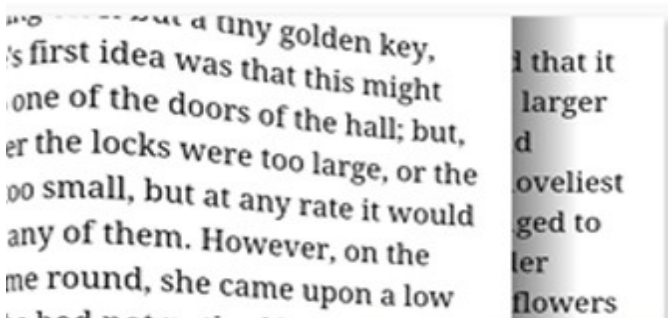 but a tiny golden key,
's first idea was that this might
one of the doors of the hall; but,
er the locks were too large, or the
oo small, but at any rate it would
any of them. However, on the
me round, she came upon a low
that it
larger
d
oveliest
ged to
ler
flowers